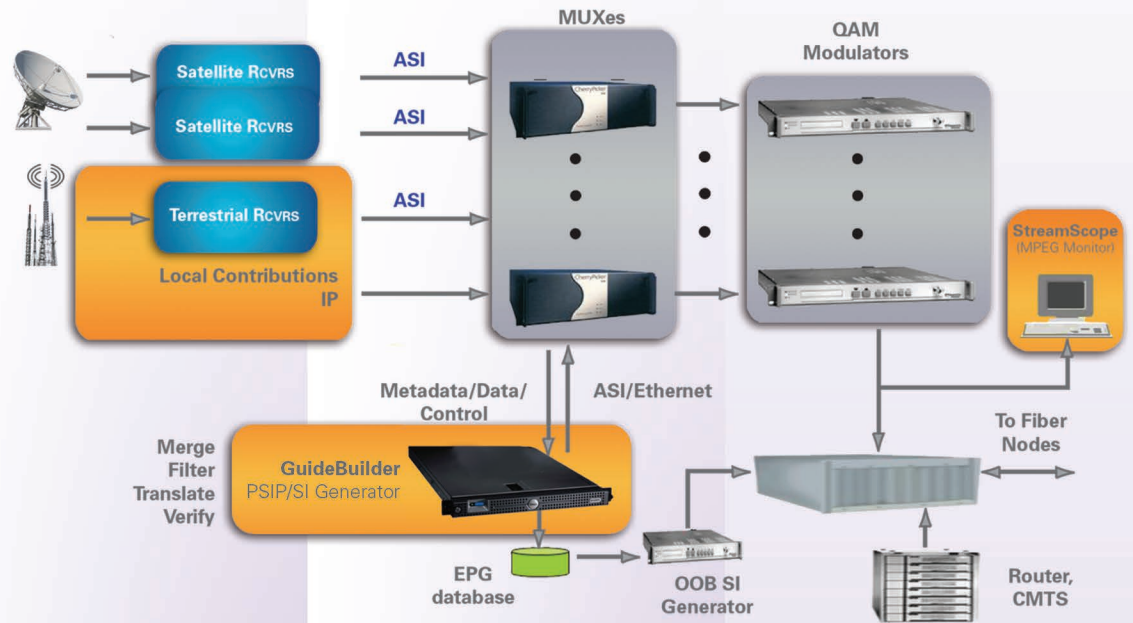 MUXes
QAM
Modulators
Satellite RCVRS
ASI
Satellite RCVRS
ASI
CherryPicker
Terrestrial RCVRS
ASI
Local Contributions
IP
CherryPicker
StreamScope
(MPEG Monitor)
Metadata/Data/
Control
ASI/Ethernet
Merge
Filter
Translate
Verify
GuideBuilder
PSIP/SI Generator
To Fiber
Nodes
EPG
database
OOB SI
Generator
Router,
CMTS